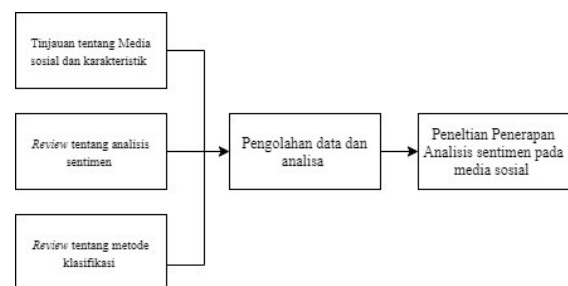 Tinjauan tentang Media
sosial dan karakteristik
Review tentang analisis
sentimen
Review tentang metode
klasifikasi
Pengolahan data dan
analisa
Peneltian Penerapan
Analisis sentimen pada
media sosial